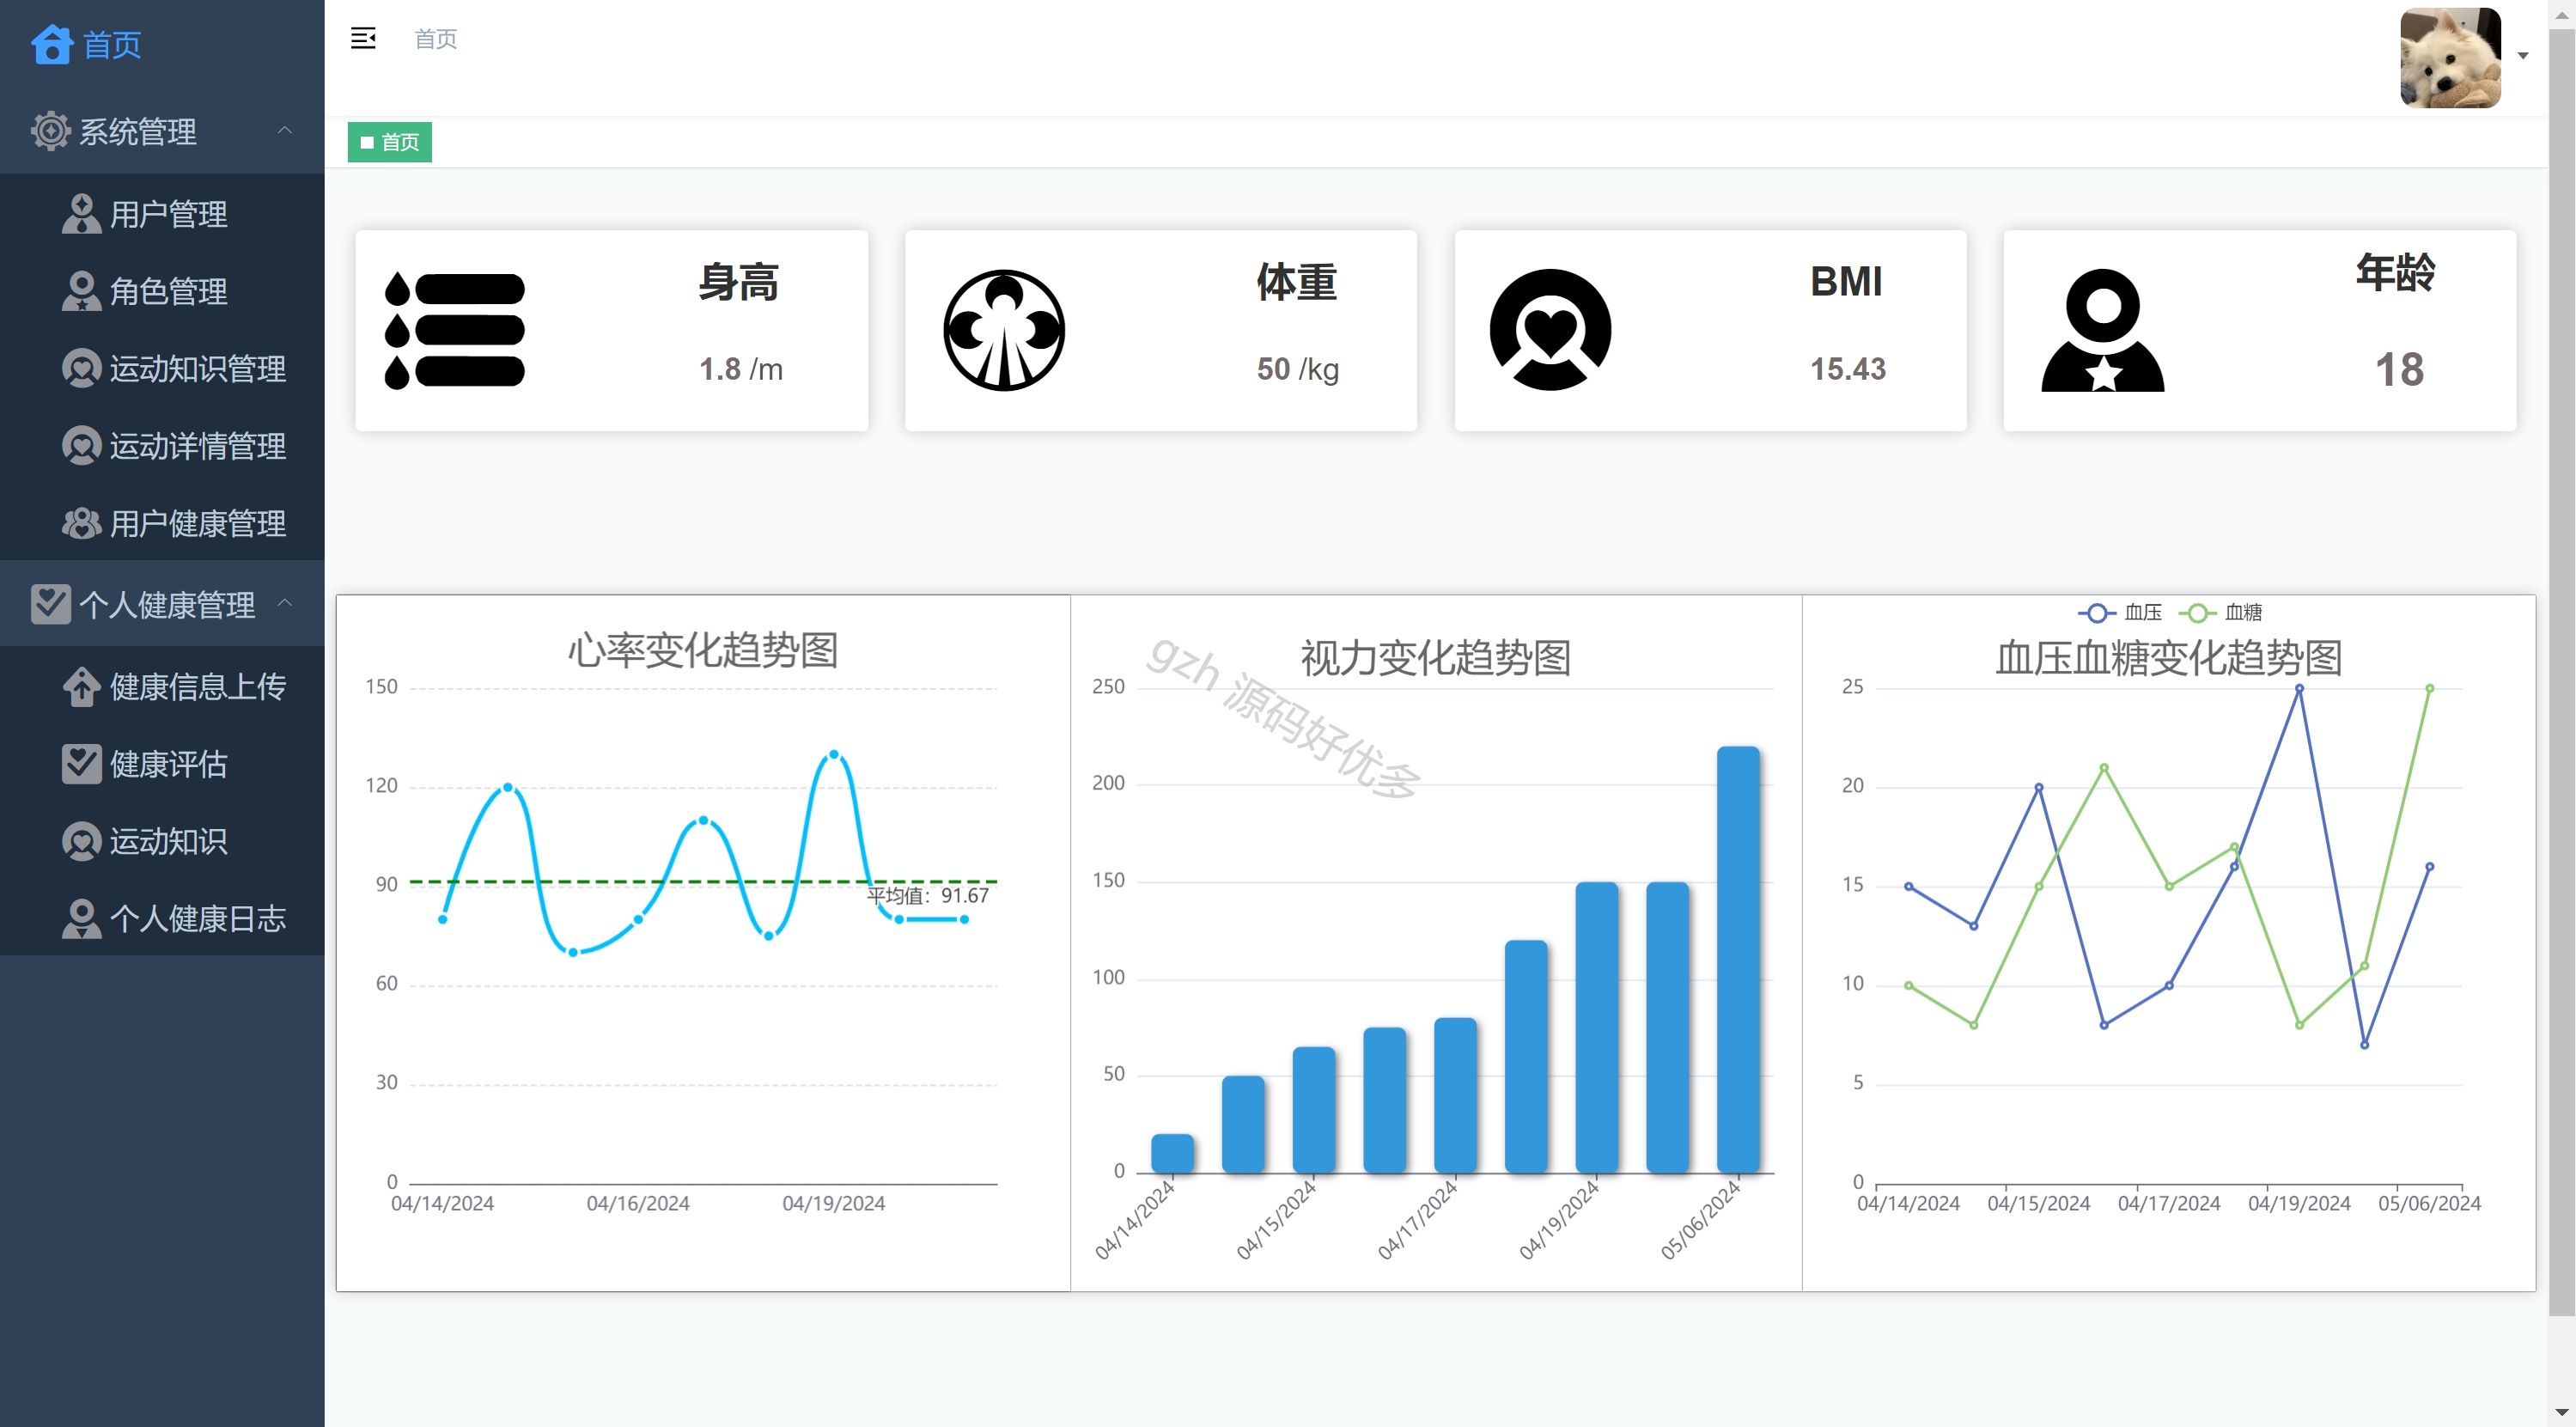 首页
系统管理
用户管理
角色管理
运动知识管理
运动详情管理
用户健康管理
个人健康管理
健康信息上传
健康评估
运动知识
个人健康日志
首页
首页
身高
1.8 /m
体重
50 /kg
BMI
15.43
年龄
18
心率变化趋势图
150
120
90
60
30
0
平均值：91.67
04/14/2024
04/16/2024
04/19/2024
视力变化趋势图
gzh 源码好优多
250
200
150
100
50
0
04/14/2024
04/15/2024
04/17/2024
04/19/2024
05/06/2024
血压
血糖
血压血糖变化趋势图
25
20
15
10
5
0
04/14/2024
04/15/2024
04/17/2024
04/19/2024
05/06/2024